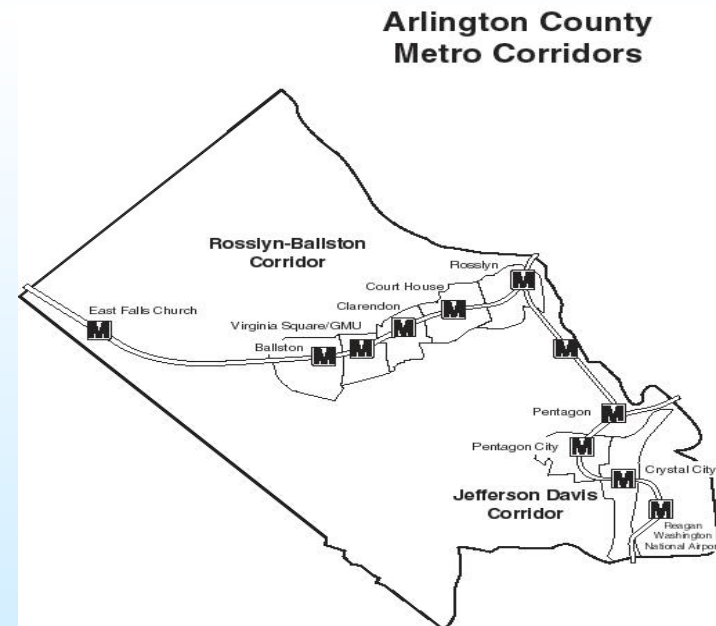 Arlington County
Metro Corridors
Rosslyn-Ballston
Corridor
Rosslyn
Court House
Clarendon
East Falls Church
Virginia Square/GMU
Ballston
M
M
M
M
M
M
M
Pentagon
M
Pentagon City
M
Crystal City
M
Jefferson Davis
Corridor
M
Reagan
Washington
National Airport